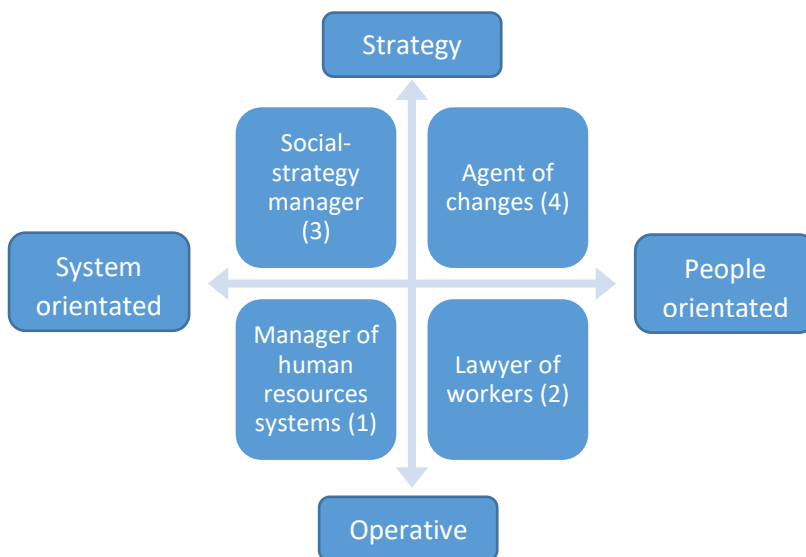 Strategy
Social-
strategy
manager
(3)
Agent of
changes (4)
System
orientated
People
orientated
Manager of
human
resources
systems (1)
Lawyer of
workers (2)
Operative